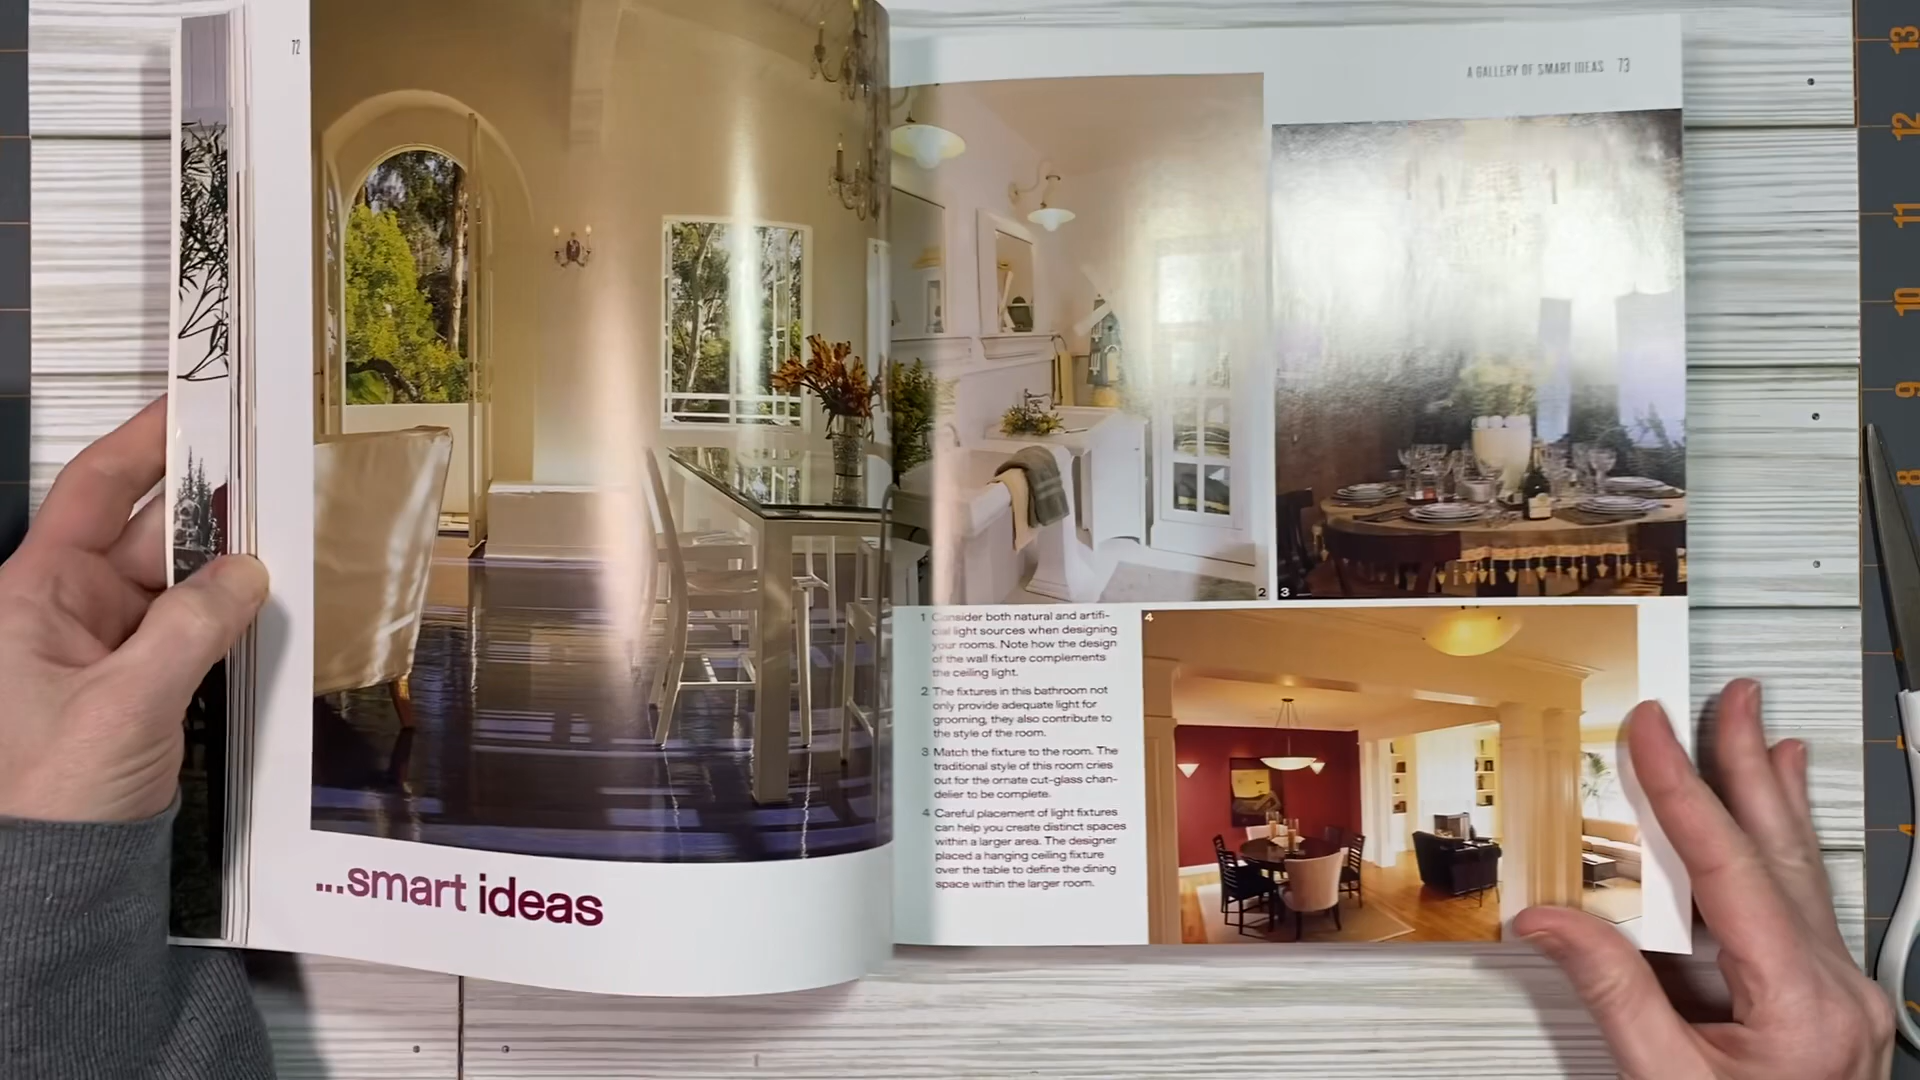 72
...smart ideas
A GALLERY OF SMART IDEAS 73
2
3
1 Consider both natural and artifi-
cial light sources when designing
your rooms. Note how the design
of the wall fixture complements
the ceiling light.
2 The fixtures in this bathroom not
only provide adequate light for
grooming, they also contribute to
the style of the room.
3 Match the fixture to the room. The
traditional style of this room cries
out for the ornate cut-glass chan-
delier to be complete.
4 Careful placement of light fixtures
can help you create distinct spaces
within a larger area. The designer
placed a hanging ceiling fixture
over the table to define the dining
space within the larger room.
4
13
12
11
10
9
8
4